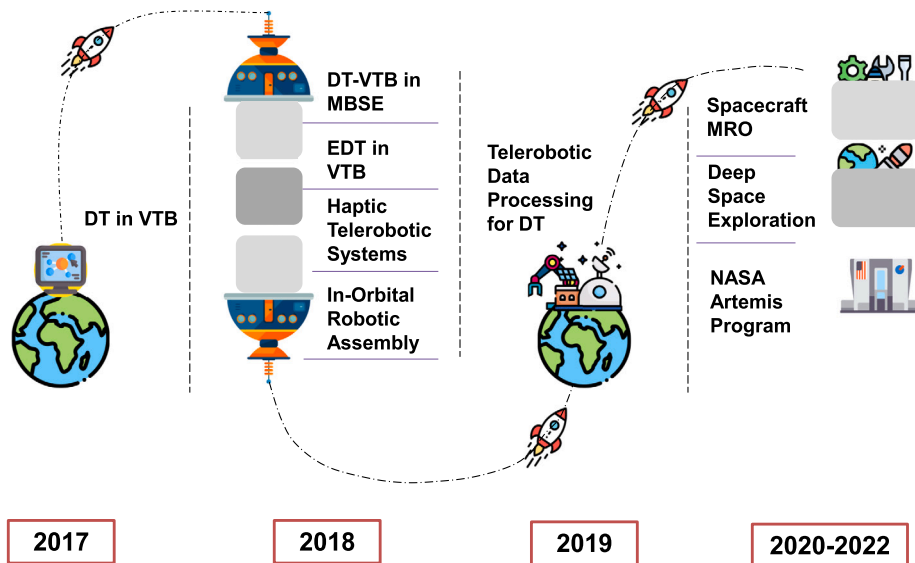 DT in VTB
DT-VTB in
MBSE
EDT in
VTB
Haptic
Telerobotic
Systems
In-Orbital
Robotic
Assembly
Telerobotic
Data
Processing
for DT
Spacecraft
MRO
Deep
Space
Exploration
NASA
Artemis
Program
2017
2018
2019
2020-2022